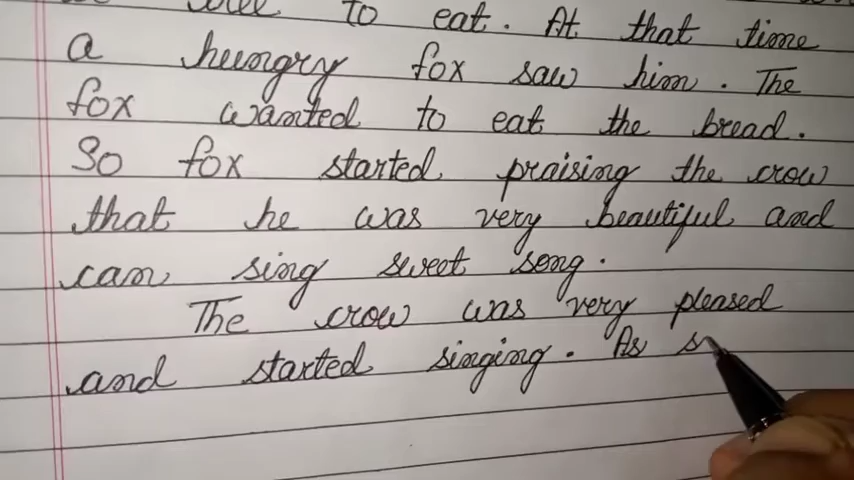 to eat. At that time
a hungry fox saw him. The
fox wanted to eat the bread.
So fox started praising the crow
that he was very beautiful and
can sing sweet song.
The crow was very pleased
and started singing. As s